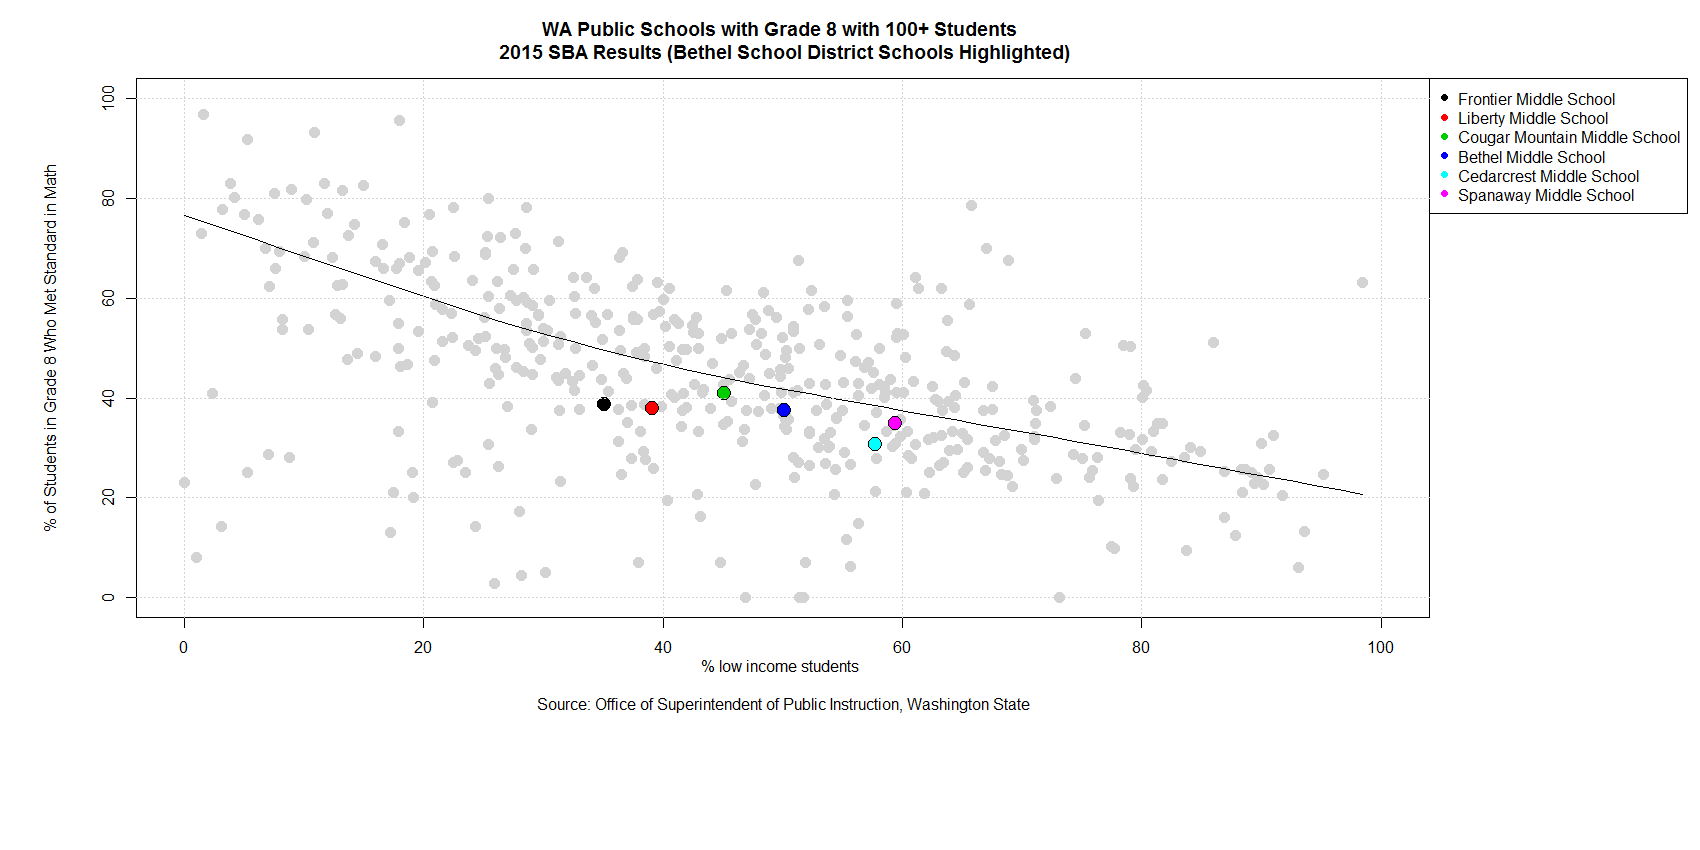 WA Public Schools with Grade 8 with 100+ Students
2015 SBA Results (Bethel School District Schools Highlighted)
% of Students in Grade 8 Who Met Standard in Math
100
80
60
40
20
0
0 20 40 60 80 100
% low income students
Source: Office of Superintendent of Public Instruction, Washington State
Frontier Middle School
Liberty Middle School
Cougar Mountain Middle School
Bethel Middle School
Cedarcrest Middle School
Spanaway Middle School